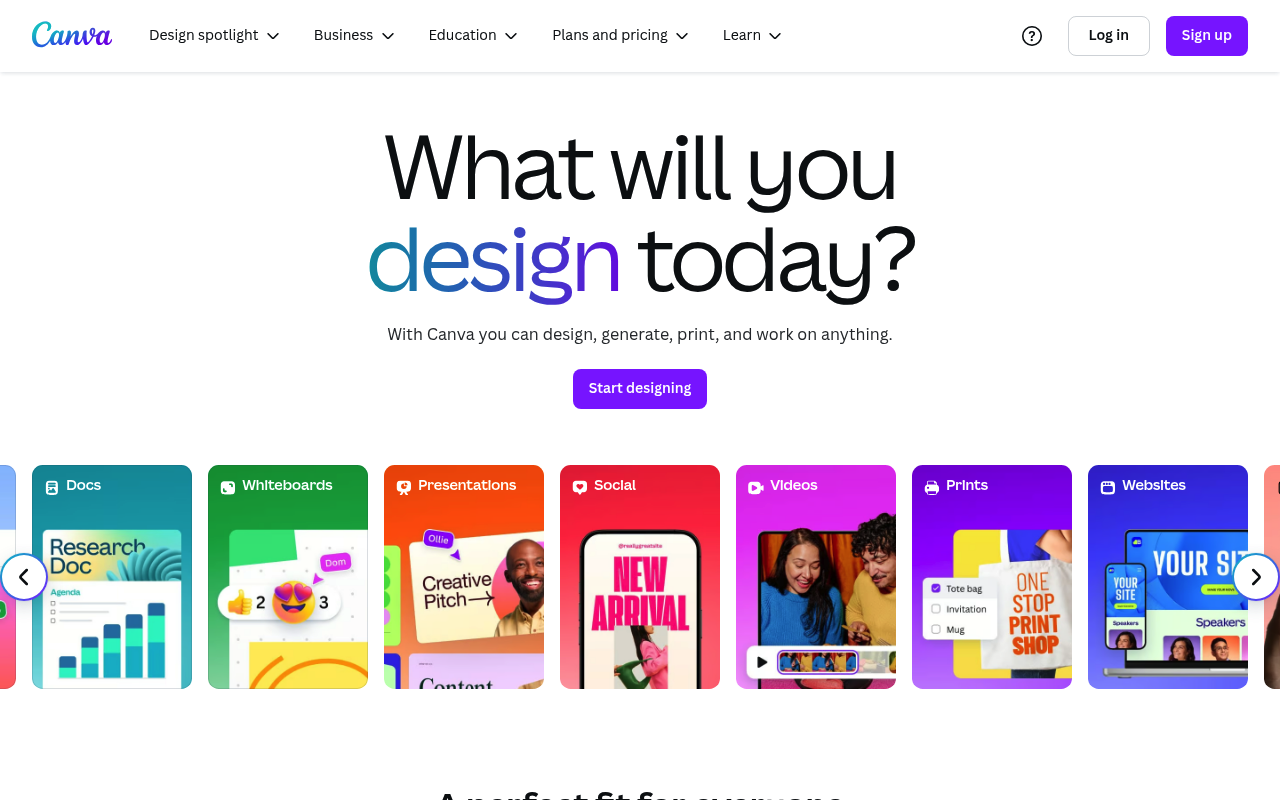 Canva
Design spotlight
Business
Education
Plans and pricing
Learn
Log in
Sign up
What will you
design today?
With Canva you can design, generate, print, and work on anything.
Start designing
Docs
Research
Doc
Agenda
Whiteboards
Dom
2
3
Presentations
Ollie
Creative
Pitch
Content
Social
@reallygreatsite
NEW
ARRIVAL
Videos
Prints
Tote bag
Invitation
Mug
ONE
STOP
PRINT
SHOP
Websites
YOUR
SITE
Speakers
Speakers